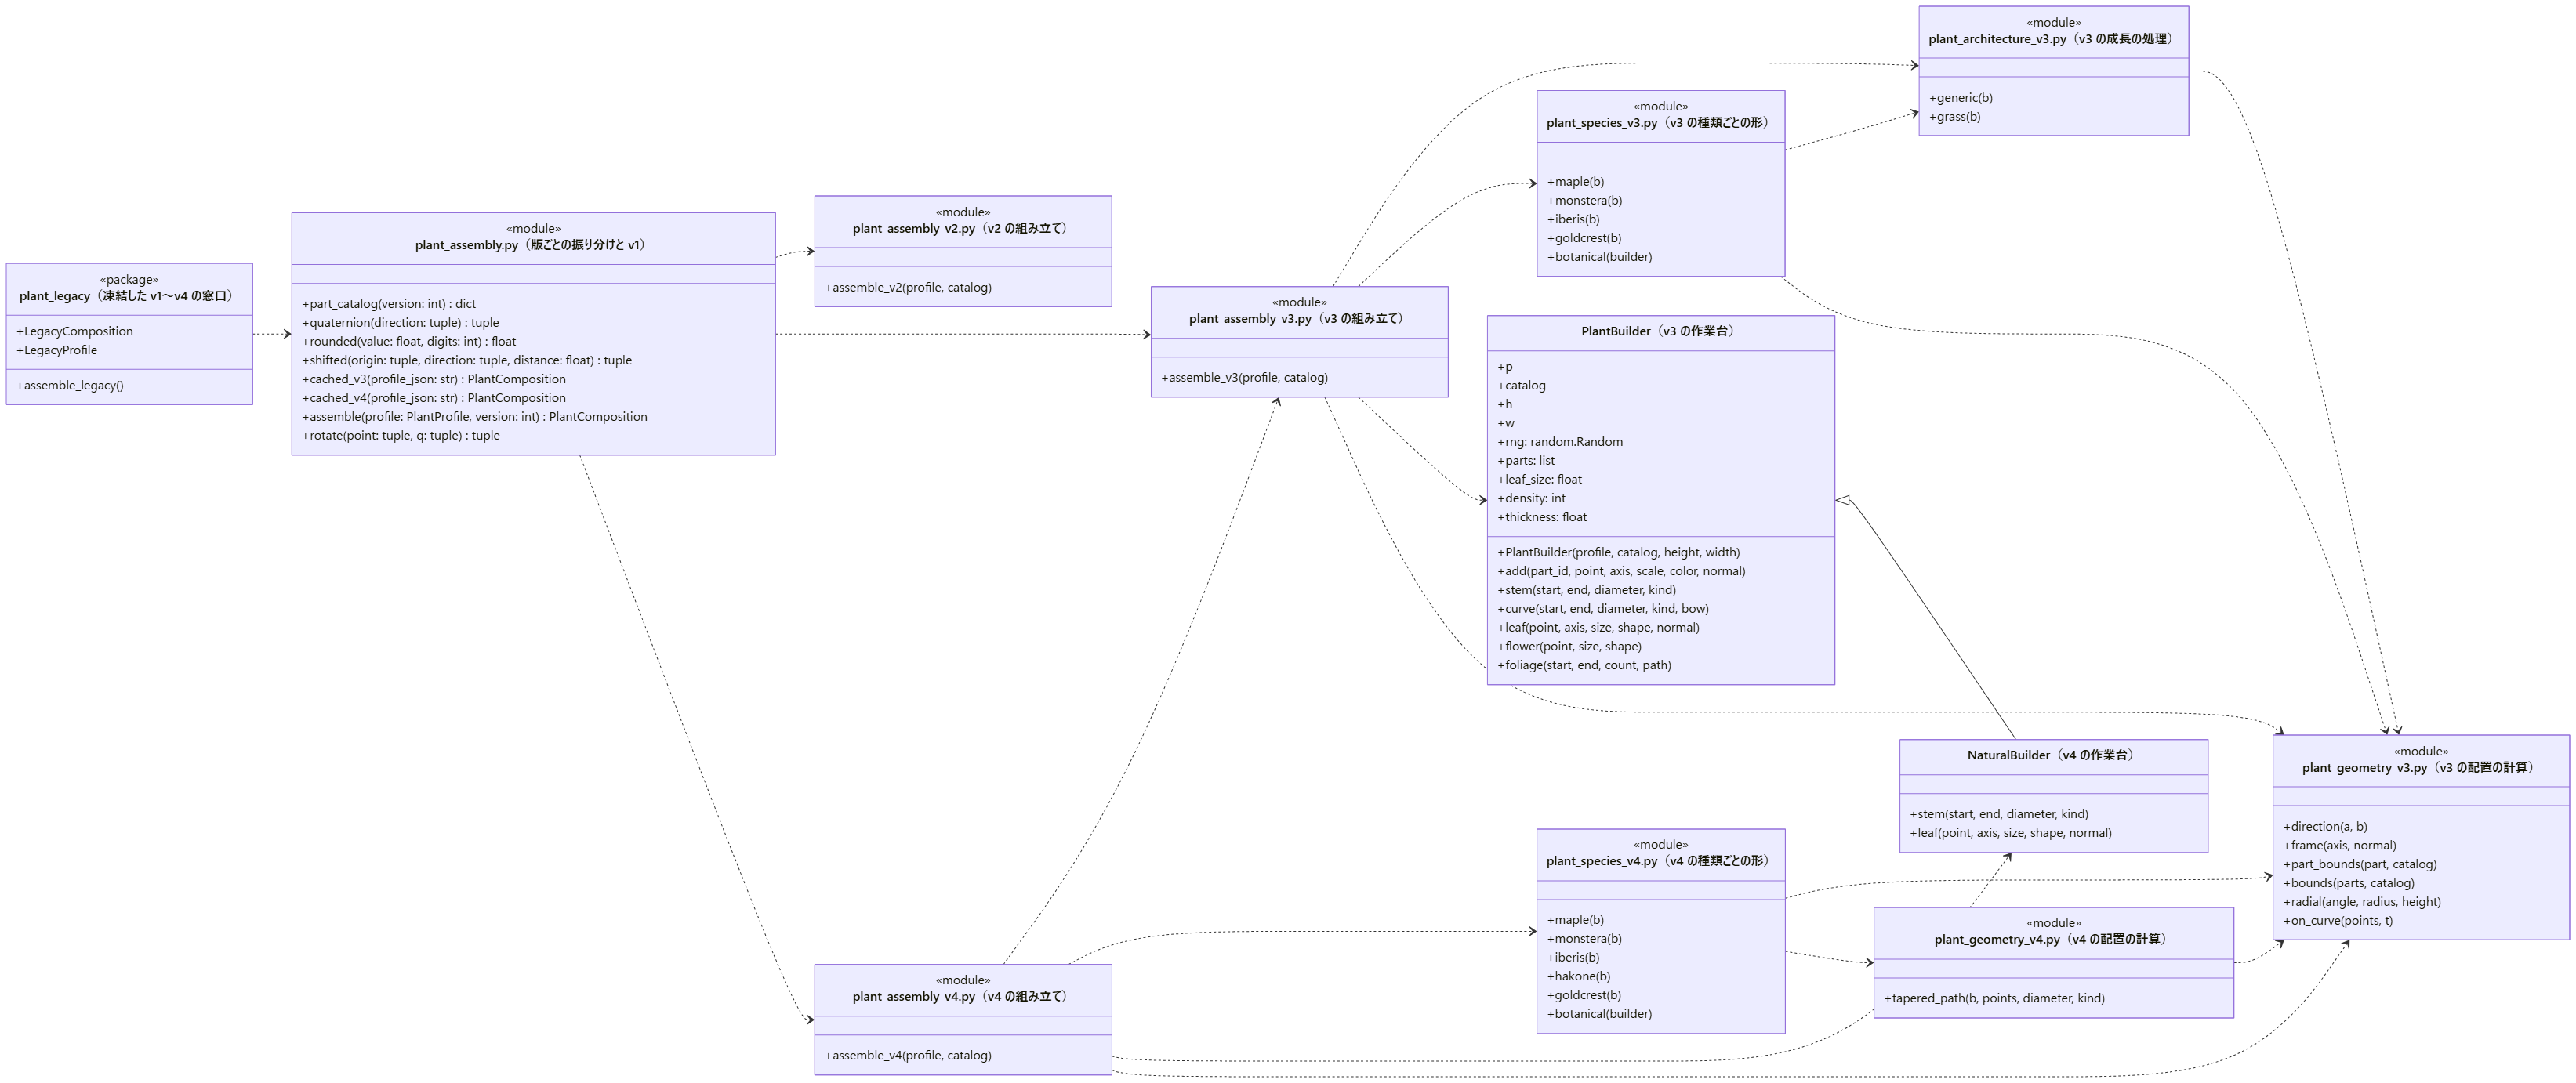 «package»
plant_legacy（凍結した v1～v4 の窓口）
+LegacyComposition
+LegacyProfile
+assemble_legacy()
«module»
plant_assembly.py（版ごとの振り分けと v1）
+part_catalog(version: int) : dict
+quaternion(direction: tuple) : tuple
+rounded(value: float, digits: int) : float
+shifted(origin: tuple, direction: tuple, distance: float) : tuple
+cached_v3(profile_json: str) : PlantComposition
+cached_v4(profile_json: str) : PlantComposition
+assemble(profile: PlantProfile, version: int) : PlantComposition
+rotate(point: tuple, q: tuple) : tuple
«module»
plant_assembly_v2.py（v2 の組み立て）
+assemble_v2(profile, catalog)
«module»
plant_assembly_v3.py（v3 の組み立て）
+assemble_v3(profile, catalog)
«module»
plant_assembly_v4.py（v4 の組み立て）
+assemble_v4(profile, catalog)
«module»
plant_species_v3.py（v3 の種類ごとの形）
+maple(b)
+monstera(b)
+iberis(b)
+goldcrest(b)
+botanical(builder)
PlantBuilder（v3 の作業台）
+p
+catalog
+h
+w
+rng: random.Random
+parts: list
+leaf_size: float
+density: int
+thickness: float
+PlantBuilder(profile, catalog, height, width)
+add(part_id, point, axis, scale, color, normal)
+stem(start, end, diameter, kind)
+curve(start, end, diameter, kind, bow)
+leaf(point, axis, size, shape, normal)
+flower(point, size, shape)
+foliage(start, end, count, path)
«module»
plant_species_v4.py（v4 の種類ごとの形）
+maple(b)
+monstera(b)
+iberis(b)
+hakone(b)
+goldcrest(b)
+botanical(builder)
«module»
plant_architecture_v3.py（v3 の成長の処理）
+generic(b)
+grass(b)
NaturalBuilder（v4 の作業台）
+stem(start, end, diameter, kind)
+leaf(point, axis, size, shape, normal)
«module»
plant_geometry_v4.py（v4 の配置の計算）
+tapered_path(b, points, diameter, kind)
«module»
plant_geometry_v3.py（v3 の配置の計算）
+direction(a, b)
+frame(axis, normal)
+part_bounds(part, catalog)
+bounds(parts, catalog)
+radial(angle, radius, height)
+on_curve(points, t)